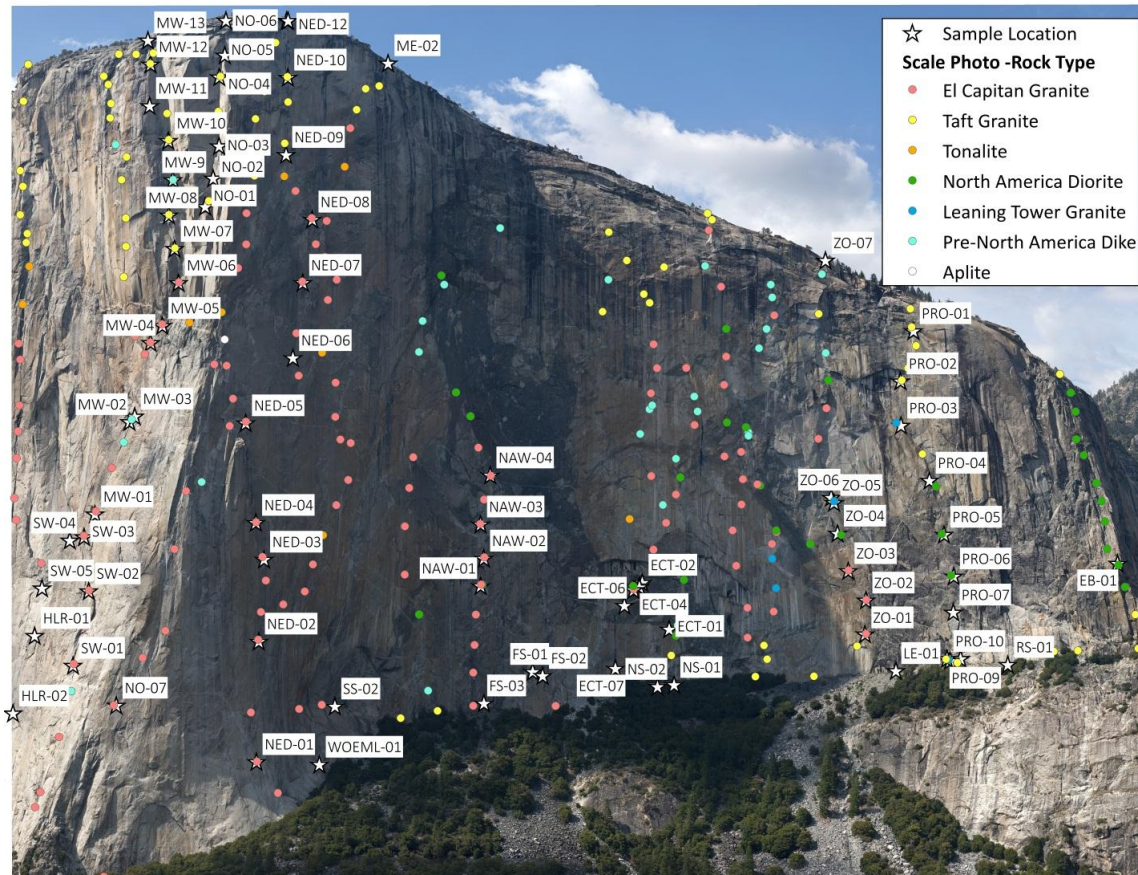 MW-13
NO-06
NED-12
MW-12
NO-05
NED-10
ME-02
MW-11
NO-04
MW-10
NO-03
NED-09
MW-9
NO-02
MW-08
NO-01
NED-08
MW-07
MW-06
NED-07
MW-05
MW-04
NED-06
MW-03
MW-02
NED-05
NAW-04
MW-01
NED-04
NAW-03
SW-04
SW-03
NED-03
NAW-02
SW-05
SW-02
NAW-01
HLR-01
NED-02
SW-01
HLR-02
NO-07
SS-02
NED-01
WOEML-01
FS-01
FS-02
FS-03
ECT-02
ECT-06
ECT-04
ECT-01
ECT-07
NS-02
NS-01
ZO-07
ZO-06
ZO-05
ZO-04
ZO-03
ZO-02
ZO-01
PRO-01
PRO-02
PRO-03
PRO-04
PRO-05
PRO-06
PRO-07
PRO-10
PRO-09
LE-01
RS-01
EB-01
Sample Location
Scale Photo -Rock Type
El Capitan Granite
Taft Granite
Tonalite
North America Diorite
Leaning Tower Granite
Pre-North America Dike
Aplite